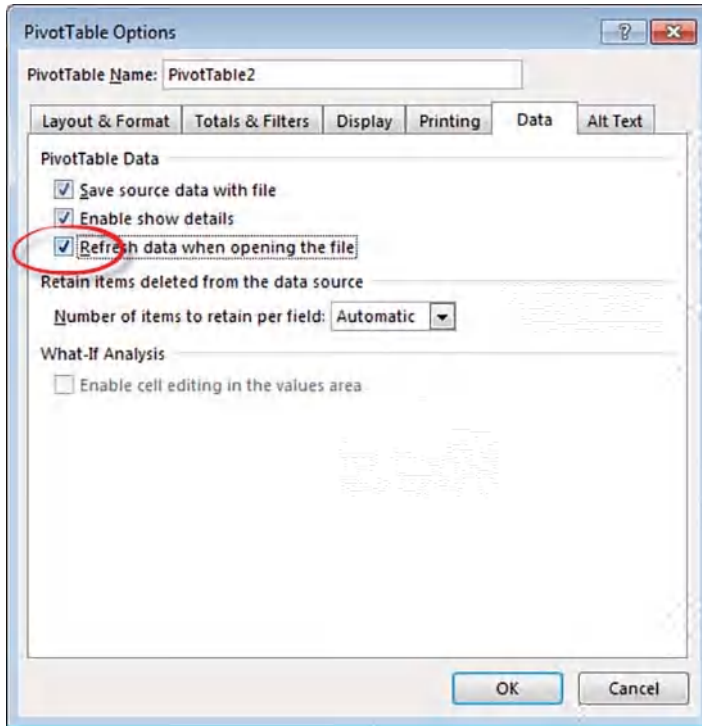 PivotTable Options
PivotTable Name: PivotTable2
Layout & Format Totals & Filters Display Printing Data Alt Text
PivotTable Data
Save source data with file
Enable show details
Refresh data when opening the file
Retain items deleted from the data source
Number of items to retain per field: Automatic
What-If Analysis
Enable cell editing in the values area
OK Cancel